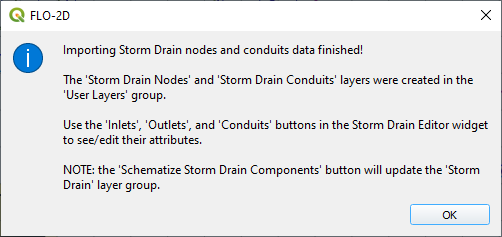 FLO-2D
Importing Storm Drain nodes and conduits data finished!
The 'Storm Drain Nodes' and 'Storm Drain Conduits' layers were created in the
'User Layers' group.
Use the 'Inlets', 'Outlets', and 'Conduits' buttons in the Storm Drain Editor widget
to see/edit their attributes.
NOTE: the 'Schematize Storm Drain Components' button will update the 'Storm
Drain' layer group.
OK